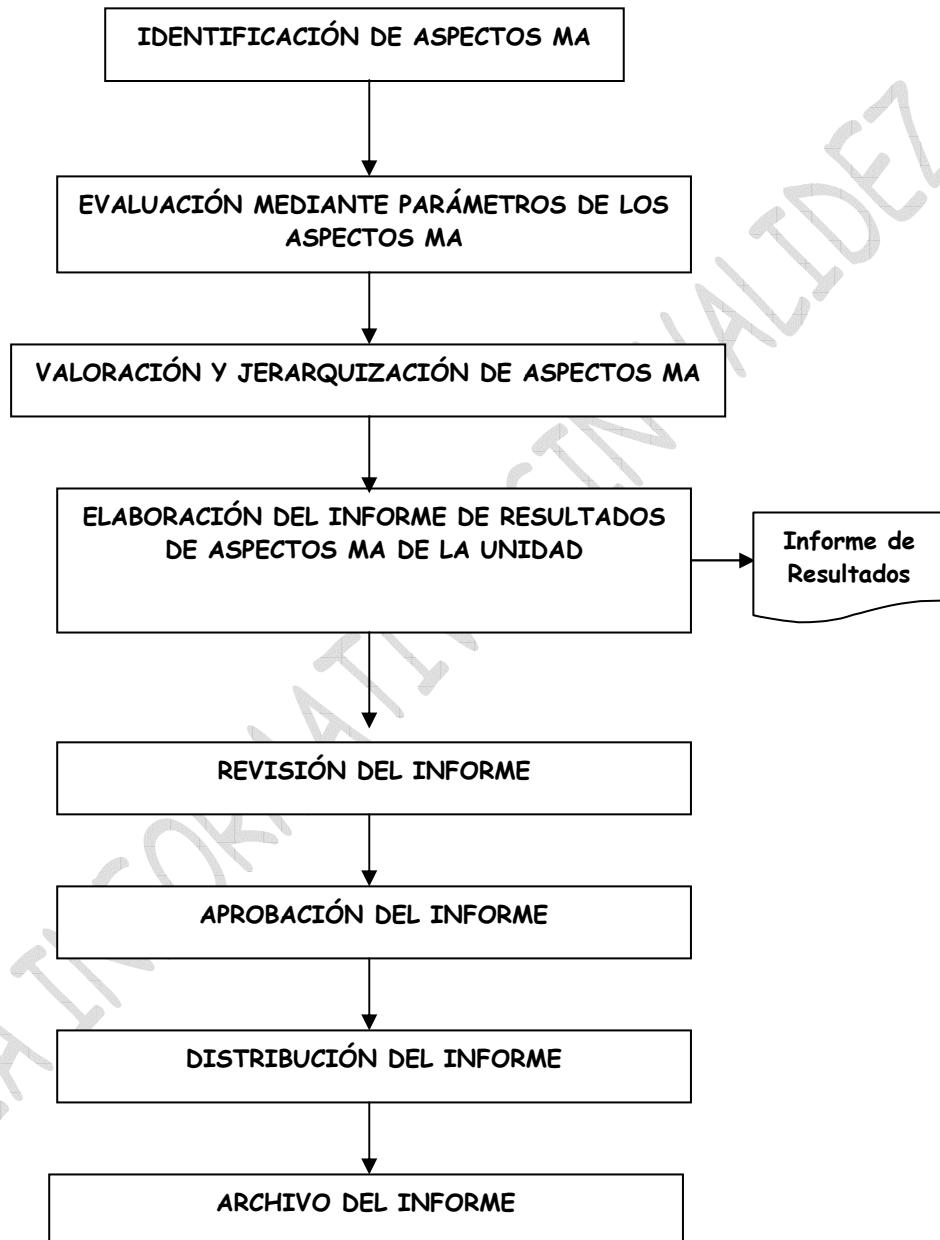 IDENTIFICACIÓN DE ASPECTOS MA
EVALUACIÓN MEDIANTE PARÁMETROS DE LOS
ASPECTOS MA
VALORACIÓN Y JERARQUIZACIÓN DE ASPECTOS MA
ELABORACIÓN DEL INFORME DE RESULTADOS
DE ASPECTOS MA DE LA UNIDAD
Informe de
Resultados
REVISIÓN DEL INFORME
APROBACIÓN DEL INFORME
DISTRIBUCIÓN DEL INFORME
ARCHIVO DEL INFORME